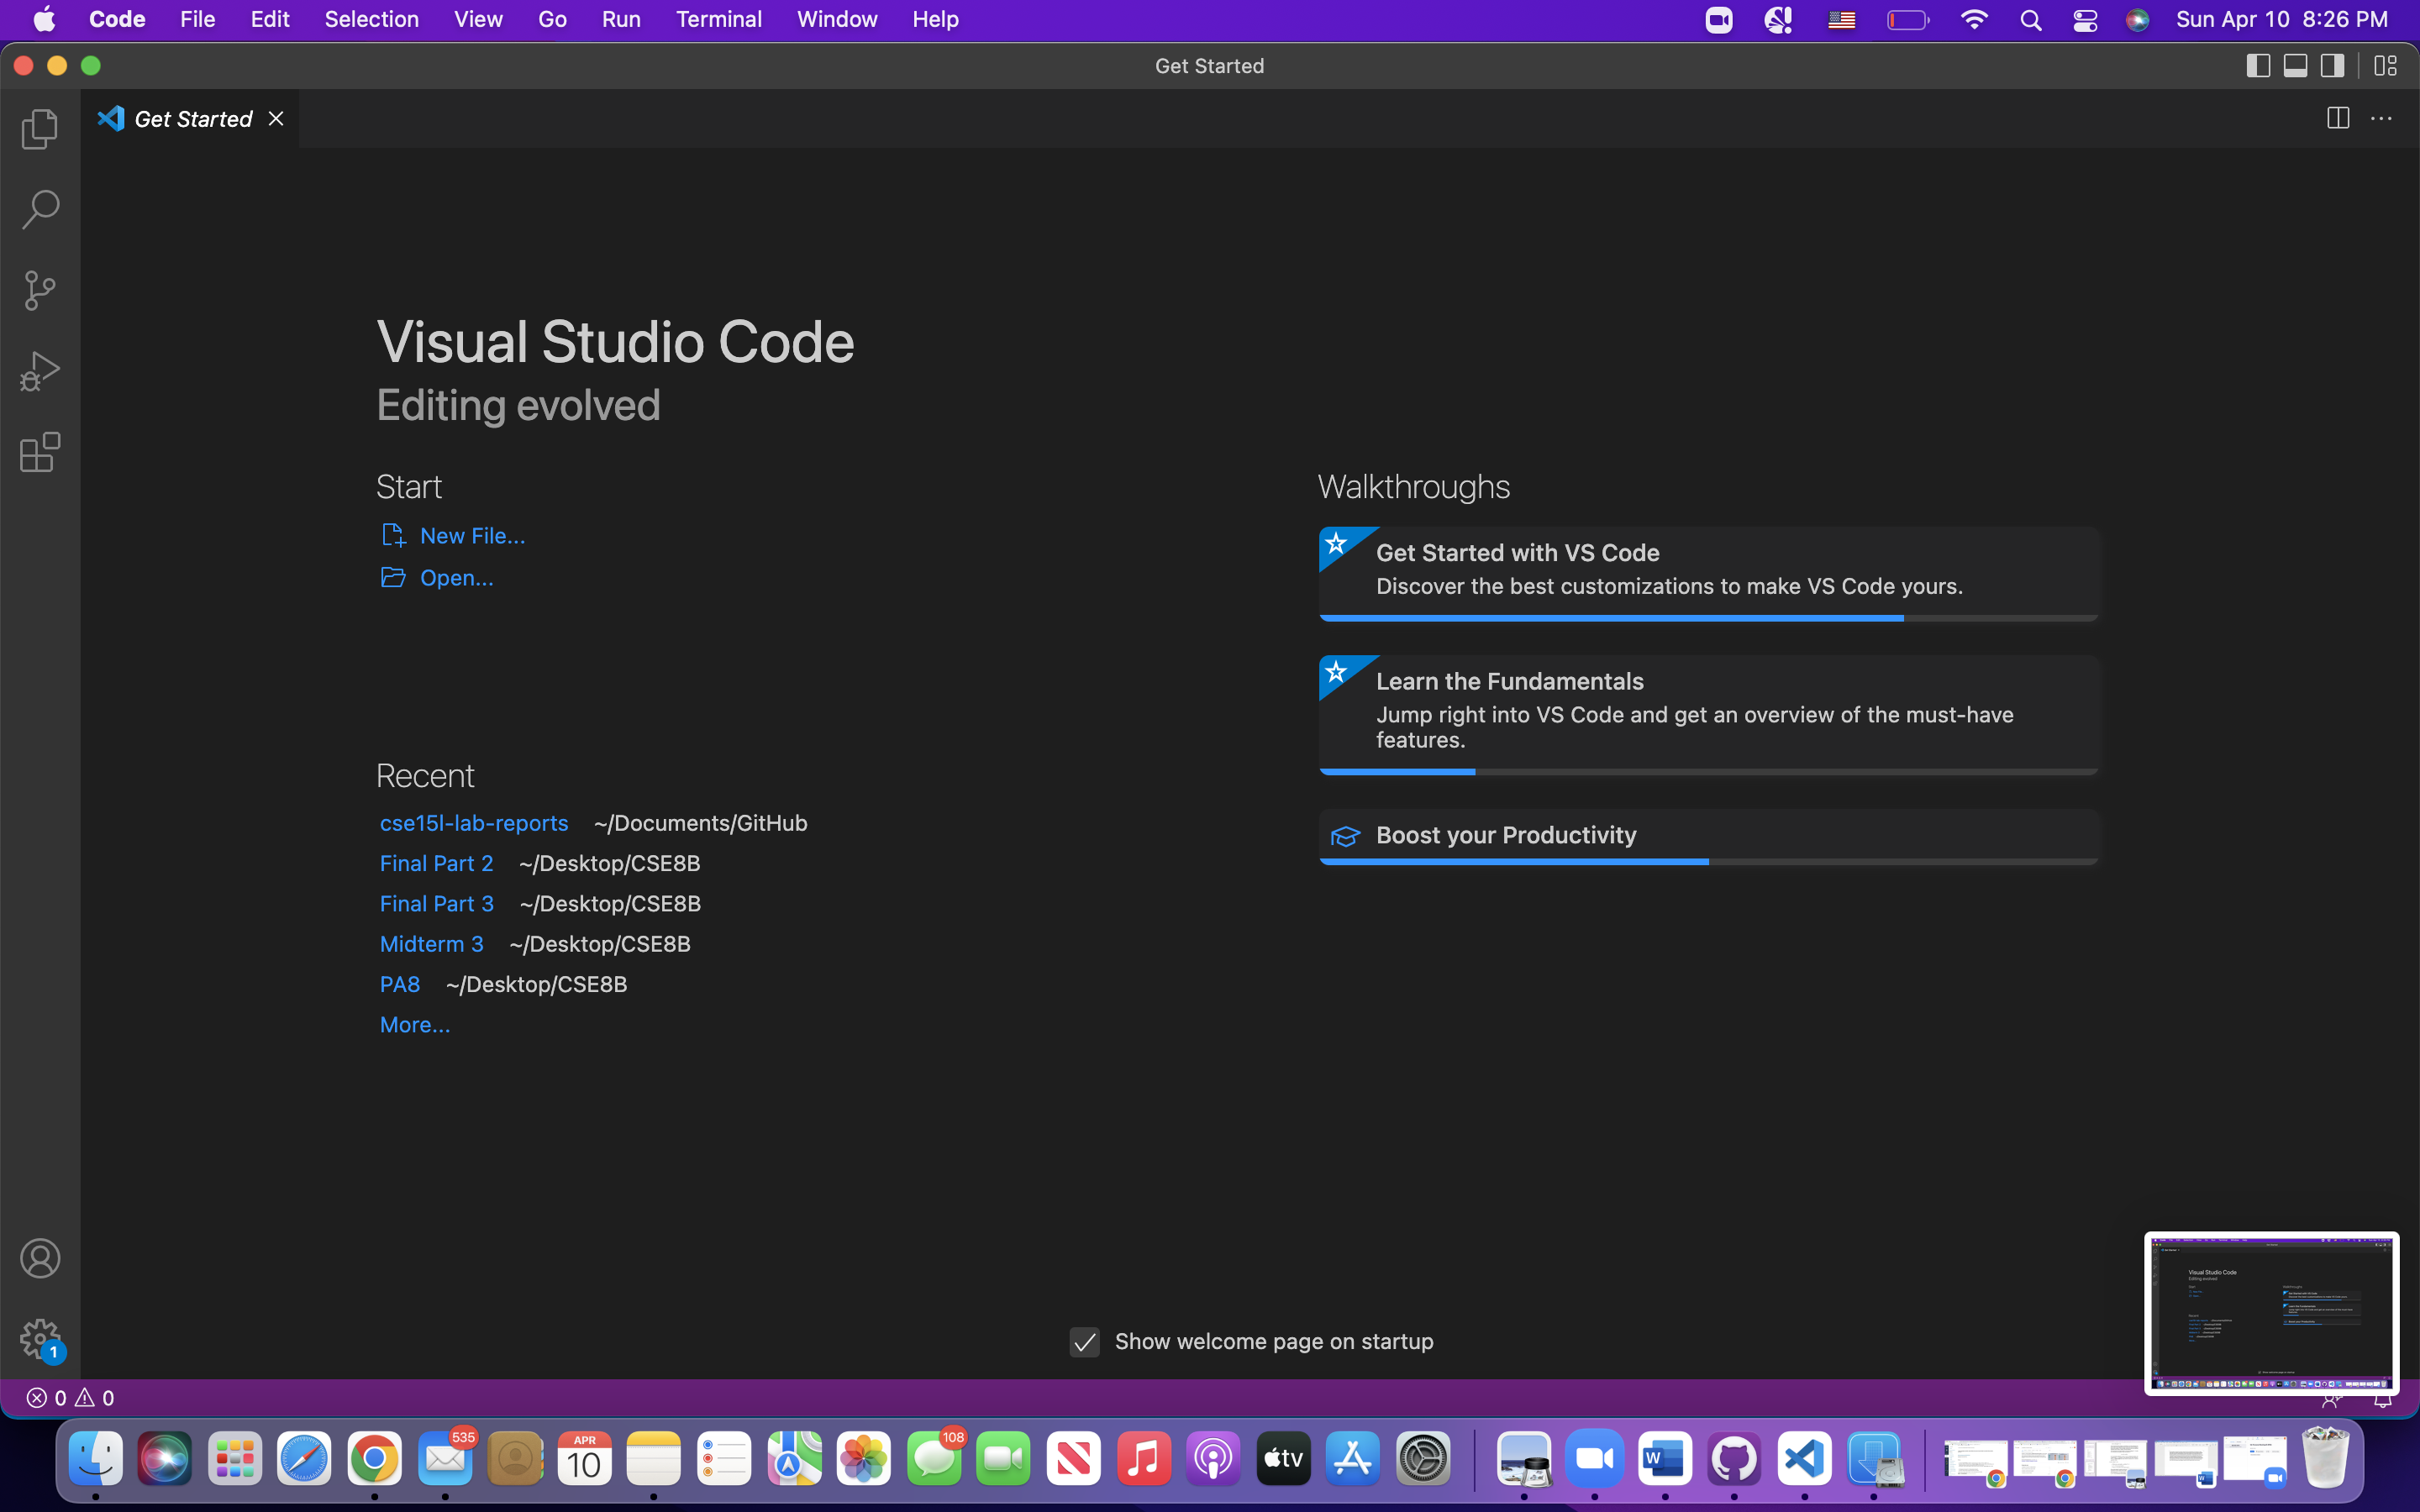 Code File Edit Selection View Go Run Terminal Window Help Sun Apr 10 8:26 PM
Get Started
Get Started
Visual Studio Code
Editing evolved
Start
New File...
Open...
Recent
cse15l-lab-reports ~/Documents/GitHub
Final Part 2 ~/Desktop/CSE8B
Final Part 3 ~/Desktop/CSE8B
Midterm 3 ~/Desktop/CSE8B
PA8 ~/Desktop/CSE8B
More...
Walkthroughs
Get Started with VS Code
Discover the best customizations to make VS Code yours.
Learn the Fundamentals
Jump right into VS Code and get an overview of the must-have
features.
Boost your Productivity
Show welcome page on startup
1
Visual Studio Code
Editing evolved
0 0
535
APR
10
108
tv
W